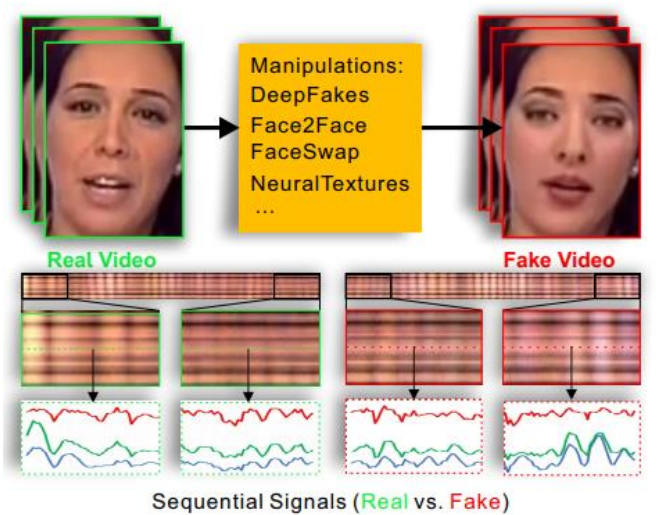 Manipulations:
DeepFakes
Face2Face
FaceSwap
NeuralTextures
...
Real Video
Fake Video
Sequential Signals (Real vs. Fake)